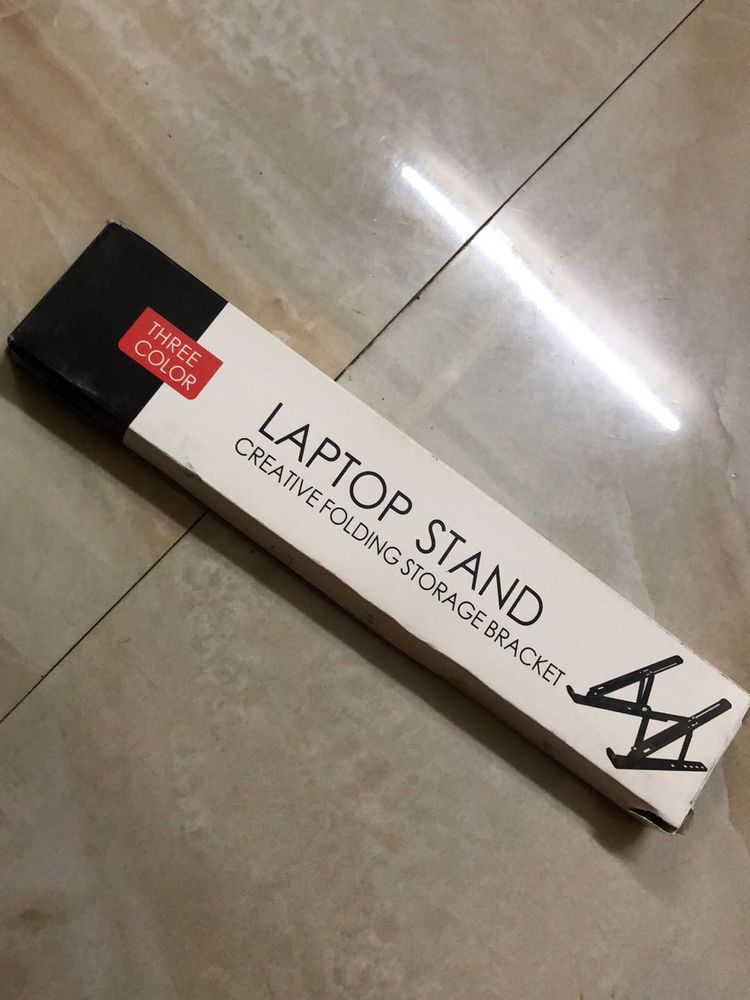 THREE
COLOR
LAPTOP STAND
CREATIVE FOLDING STORAGE BRACKET